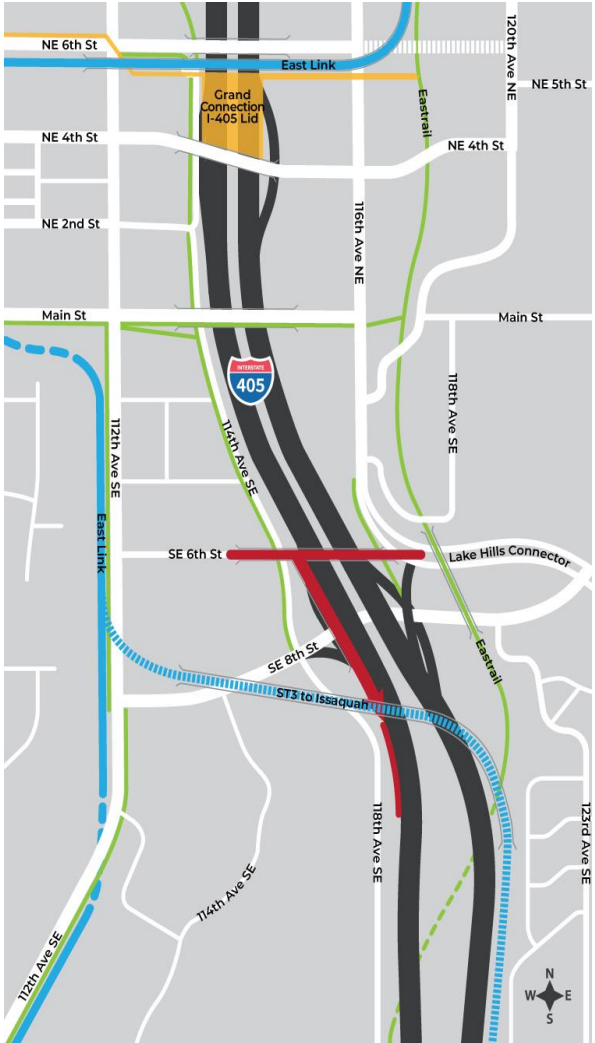 120th Ave NE
NE 6th St
East Link
NE 5th St
Grand
Connection
I-405 Lid
Eastrail
NE 4th St
NE 4th St
NE 2nd St
116th Ave NE
Main St
Main St
INTERSTATE
405
118th Ave SE
112th Ave SE
114th Ave SE
East Link
SE 6th St
Lake Hills Connector
SE 8th St
Eastrail
ST3 to Issaquah
118th Ave SE
123rd Ave SE
114th Ave SE
112th Ave SE
N
W E
S